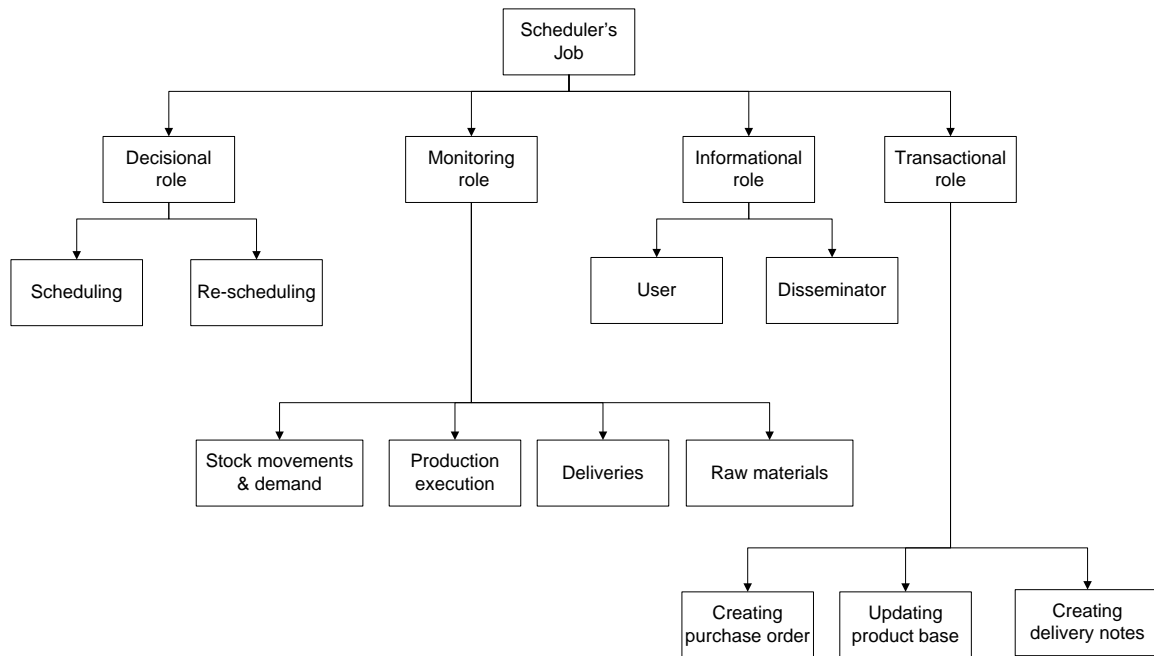 Scheduler's
Job
Decisional
role
Monitoring
role
Informational
role
Transactional
role
Scheduling
Re-scheduling
User
Disseminator
Stock movements
& demand
Production
execution
Deliveries
Raw materials
Creating
purchase order
Updating
product base
Creating
delivery notes